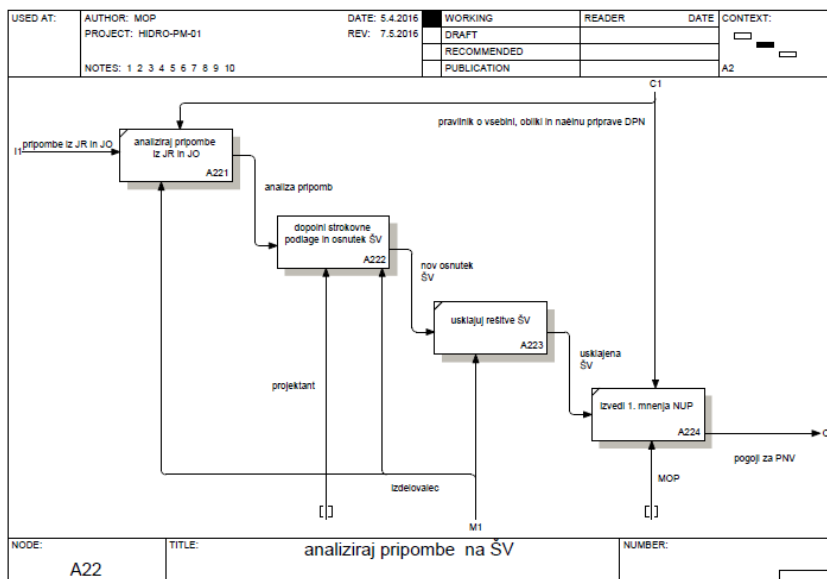 USED AT:
AUTHOR: MOP
DATE: 5.4.2016
WORKING
READER
DATE
CONTEXT:
PROJECT: HIDRO-PM-01
REV: 7.5.2016
DRAFT
RECOMMENDED
NOTES: 1 2 3 4 5 6 7 8 9 10
PUBLICATION
A2
C1
pravilnik o vsebini, obliki in naèinu priprave DPN
I1
pripombe iz JR in JO
analiziraj pripombe
iz JR in JO
A221
analiza pripomb
dopolni strokovne
podlage in osnutek ŠV
A222
nov osnutek
ŠV
usklajuj rešitve ŠV
A223
usklajena
ŠV
projektant
izvedi 1. mnenja NUP
A224
pogoji za PNV
MOP
izdelovalec
M1
NODE:
TITLE:
analiziraj pripombe na ŠV
NUMBER:
A22